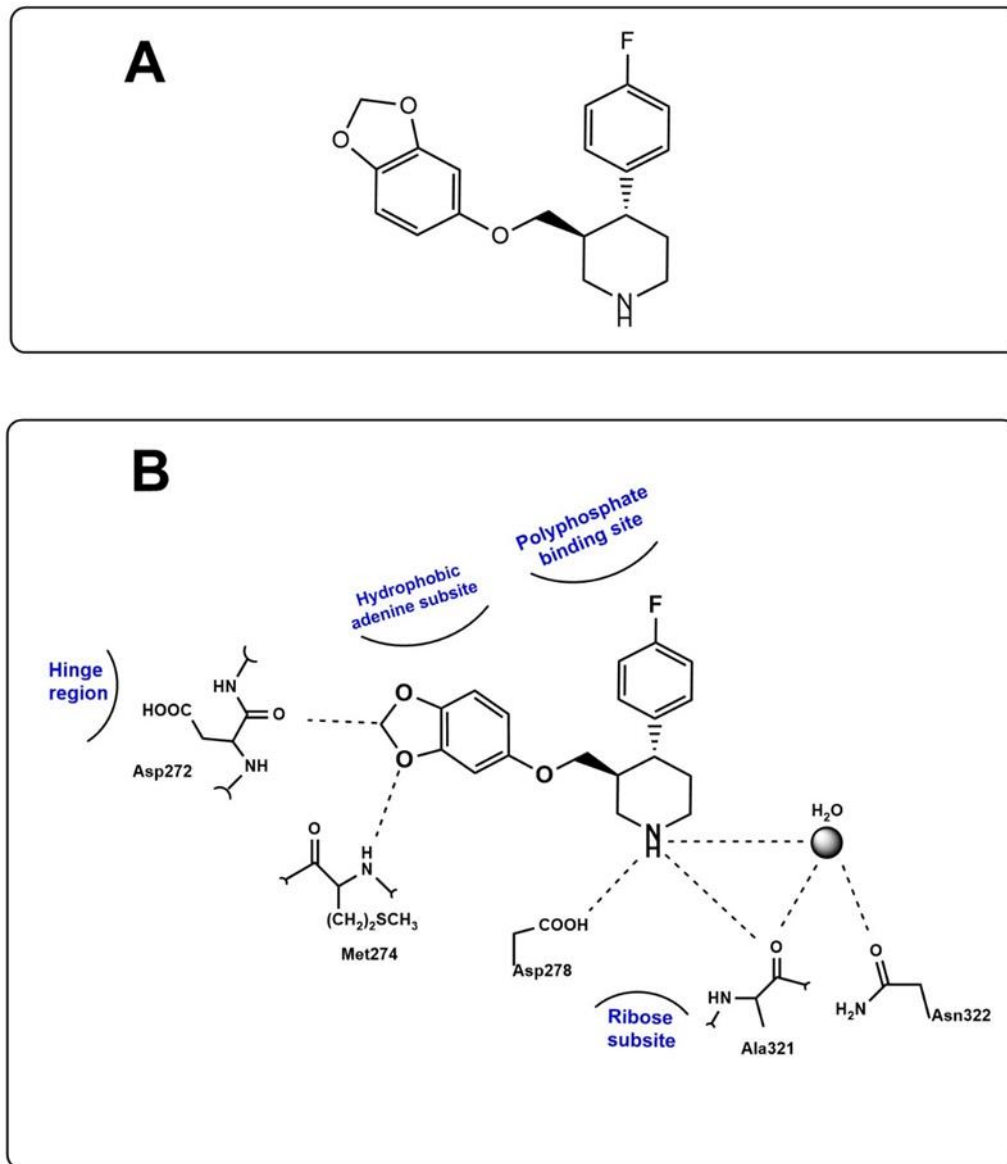 A
F
O
O
O
N
H
B
Polyphosphate
binding site
Hydrophobic
adenine subsite
F
Hinge
region
HN
HOOC
O
O
NH
Asp272
O
O
H₂O
N
H
O
H
N
(CH₂)₂SCH₃
Met274
COOH
Asp278
O
O
HN
H₂N
Asn322
Ribose
subsite
Ala321